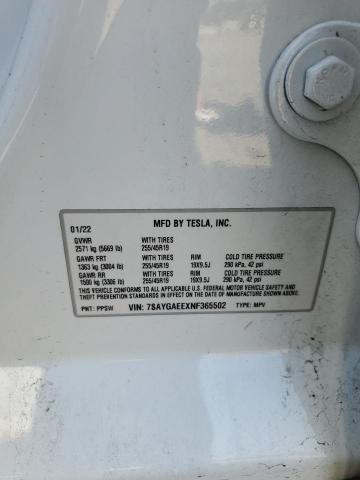 MFD BY TESLA, INC.
01/22
GVWR WITH TIRES
2571 kg (5669 lb) 255/45R19
GAWR FRT WITH TIRES RIM COLD TIRE PRESSURE
1363 kg (3004 lb) 255/45R19 19X9.5J 290 kPa, 42 psi
GAWR RR WITH TIRES RIM COLD TIRE PRESSURE
1500 kg (3306 lb) 255/45R19 19X9.5J 290 kPa, 42 psi
THIS VEHICLE CONFORMS TO ALL APPLICABLE U.S. FEDERAL MOTOR VEHICLE SAFETY
AND THEFT PREVENTION STANDARDS IN EFFECT ON THE DATE OF MANUFACTURE
SHOWN ABOVE.
PNT: PPSW VIN: 7SAYGAEEXNF365502 TYPE: MPV